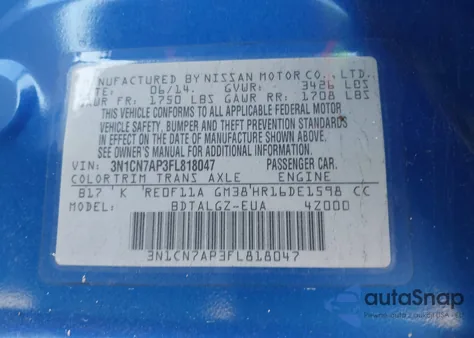 MANUFACTURED BY NISSAN MOTOR CO., LTD.
DATE: 06/14. GVWR: 3426 LBS
GAWR FR: 1750 LBS GAWR RR: 1708 LBS
THIS VEHICLE CONFORMS TO ALL APPLICABLE FEDERAL MOTOR
VEHICLE SAFETY, BUMPER AND THEFT PREVENTION STANDARDS
IN EFFECT ON THE DATE OF MANUFACTURE SHOWN ABOVE.
SEE OWNER'S MANUAL FOR ADDITIONAL INFORMATION.
VIN: 3N1CN7AP3FL818047 PASSENGER CAR.
COLOR TRIM TRANS AXLE ENGINE
B17 K RE0F11A GM38 HR16DE1598 CC
MODEL: BDTALGZ-EUA 4Z000
3N1CN7AP3FL818047
autoSnap